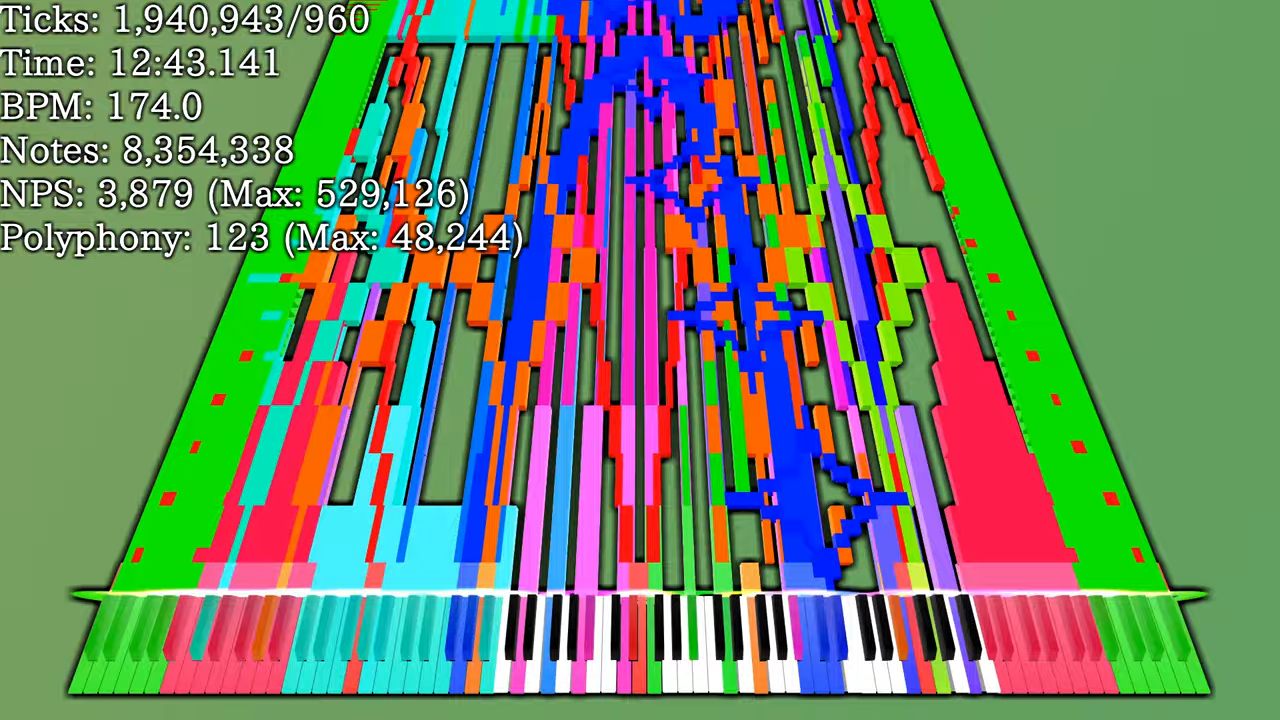 Ticks: 1,940,943/960
Time: 12:43.141
BPM: 174.0
Notes: 8,354,338
NPS: 3,879 (Max: 529,126)
Polyphony: 123 (Max: 48,244)